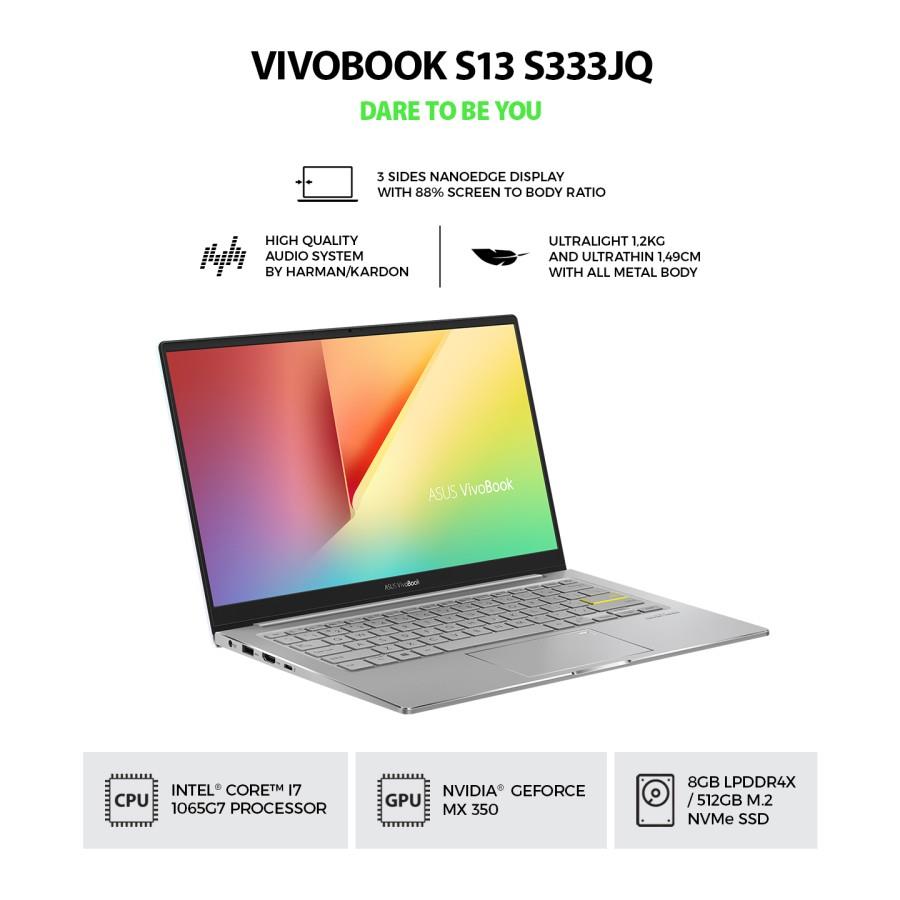 VIVOBOOK S13 S333JQ
DARE TO BE YOU
3 SIDES NANOEDGE DISPLAY
WITH 88% SCREEN TO BODY RATIO
HIGH QUALITY
AUDIO SYSTEM
BY HARMAN/KARDON
ULTRALIGHT 1,2KG
AND ULTRATHIN 1,49CM
WITH ALL METAL BODY
ASUS VivoBook
ASUS VivoBook
CPU
INTEL® CORE™ I7
1065G7 PROCESSOR
GPU
NVIDIA® GEFORCE
MX 350
8GB LPDDR4X
/ 512GB M.2
NVMe SSD